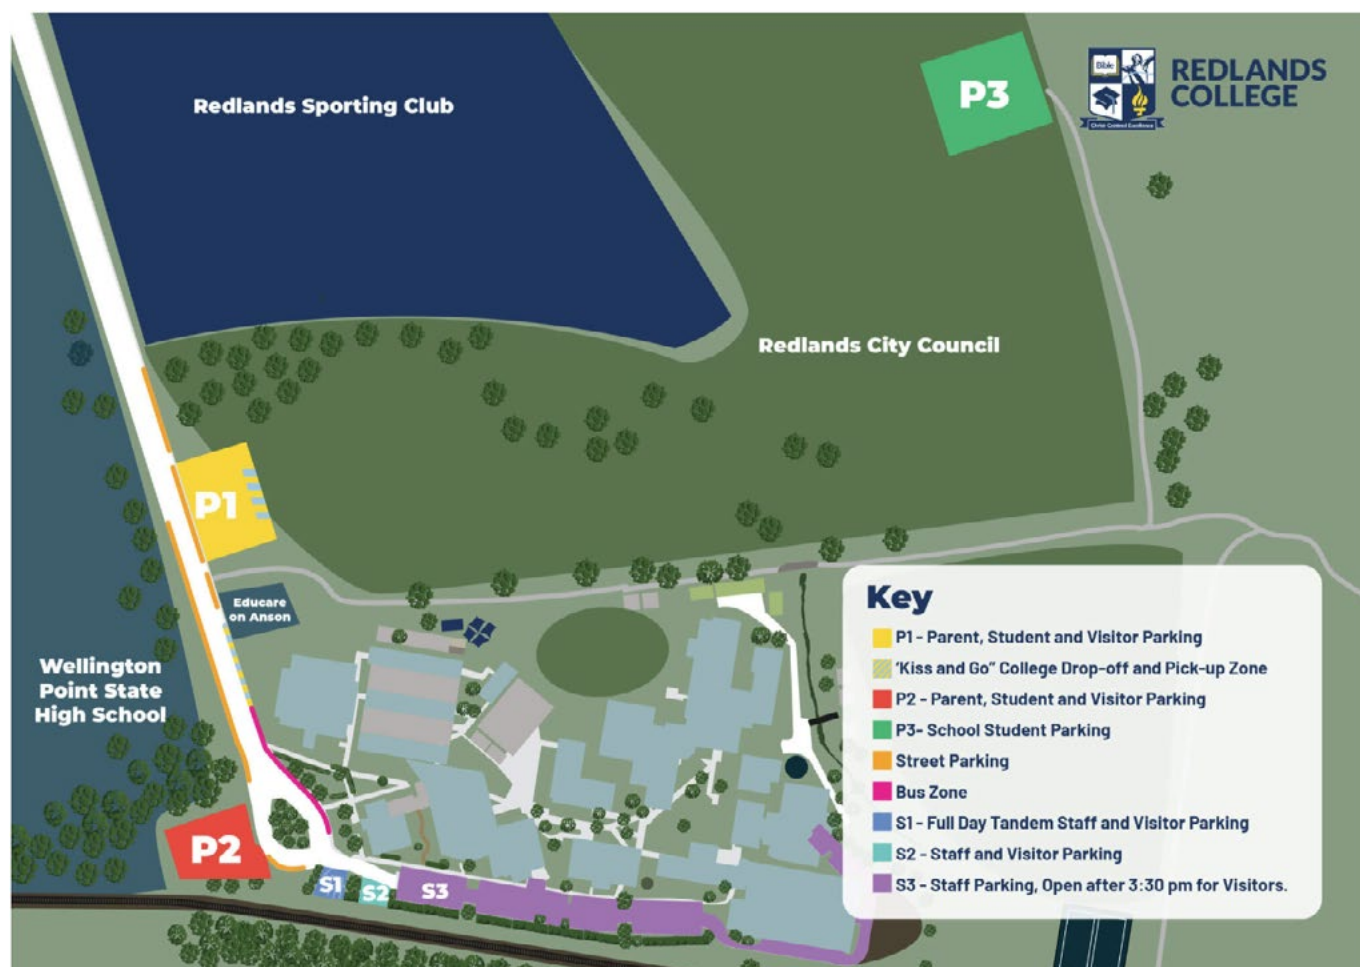 Redlands Sporting Club
P3
Bible
REDLANDS
COLLEGE
Christ Centred Excellence
Redlands City Council
P1
Educare
on Anson
Wellington
Point State
High School
P2
S1
S2
S3
Key
P1 - Parent, Student and Visitor Parking
'Kiss and Go" College Drop-off and Pick-up Zone
P2 - Parent, Student and Visitor Parking
P3- School Student Parking
Street Parking
Bus Zone
S1 - Full Day Tandem Staff and Visitor Parking
S2 - Staff and Visitor Parking
S3 - Staff Parking, Open after 3:30 pm for Visitors.